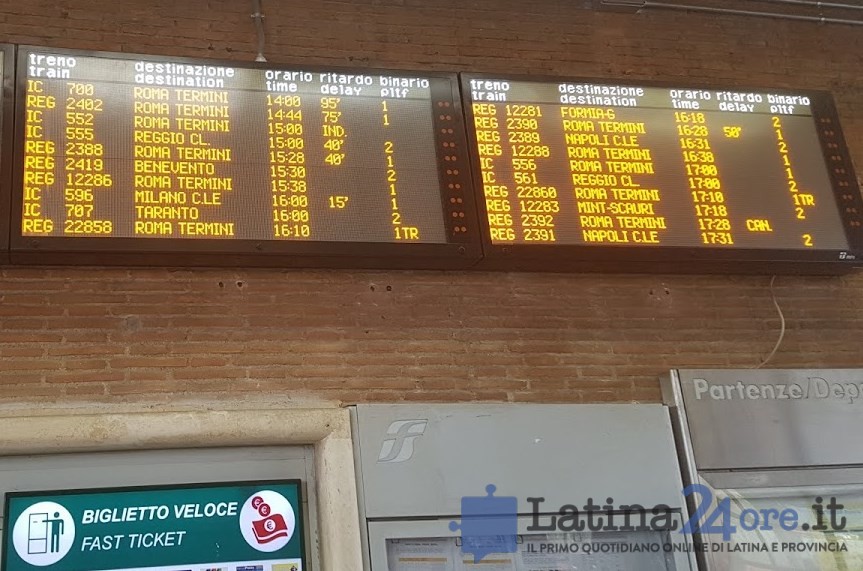 treno destinazione orario ritardo binario
train destination time delay pltf
IC 700 ROMA TERMINI 14:00 95' 1
REG 2402 ROMA TERMINI 14:44 75' 1
IC 552 ROMA TERMINI 15:00 IND.
IC 555 REGGIO CL. 15:00 40' 2
REG 2388 ROMA TERMINI 15:28 40' 1
REG 2419 BENEVENTO 15:30 2
REG 12286 ROMA TERMINI 15:38 1
IC 596 MILANO C.LE 16:00 15' 1
IC 707 TARANTO 16:00 2
REG 22858 ROMA TERMINI 16:10 1TR
treno destinazione orario ritardo binario
train destination time delay pltf
REG 12281 FORMIA-G 16:18 2
REG 2390 ROMA TERMINI 16:28 50' 1
REG 2389 NAPOLI C.LE 16:31 2
REG 12288 ROMA TERMINI 16:38 1
IC 556 ROMA TERMINI 17:00 1
IC 561 REGGIO CL. 17:00 2
REG 22860 ROMA TERMINI 17:10 1TR
REG 12283 MINT-SCAURI 17:18 2
REG 2392 ROMA TERMINI 17:28 CAN.
REG 2391 NAPOLI C.LE 17:31 2
Partenze/Dep
BIGLIETTO VELOCE
FAST TICKET
Latina24ore.it
IL PRIMO QUOTIDIANO ONLINE DI LATINA E PROVINCIA